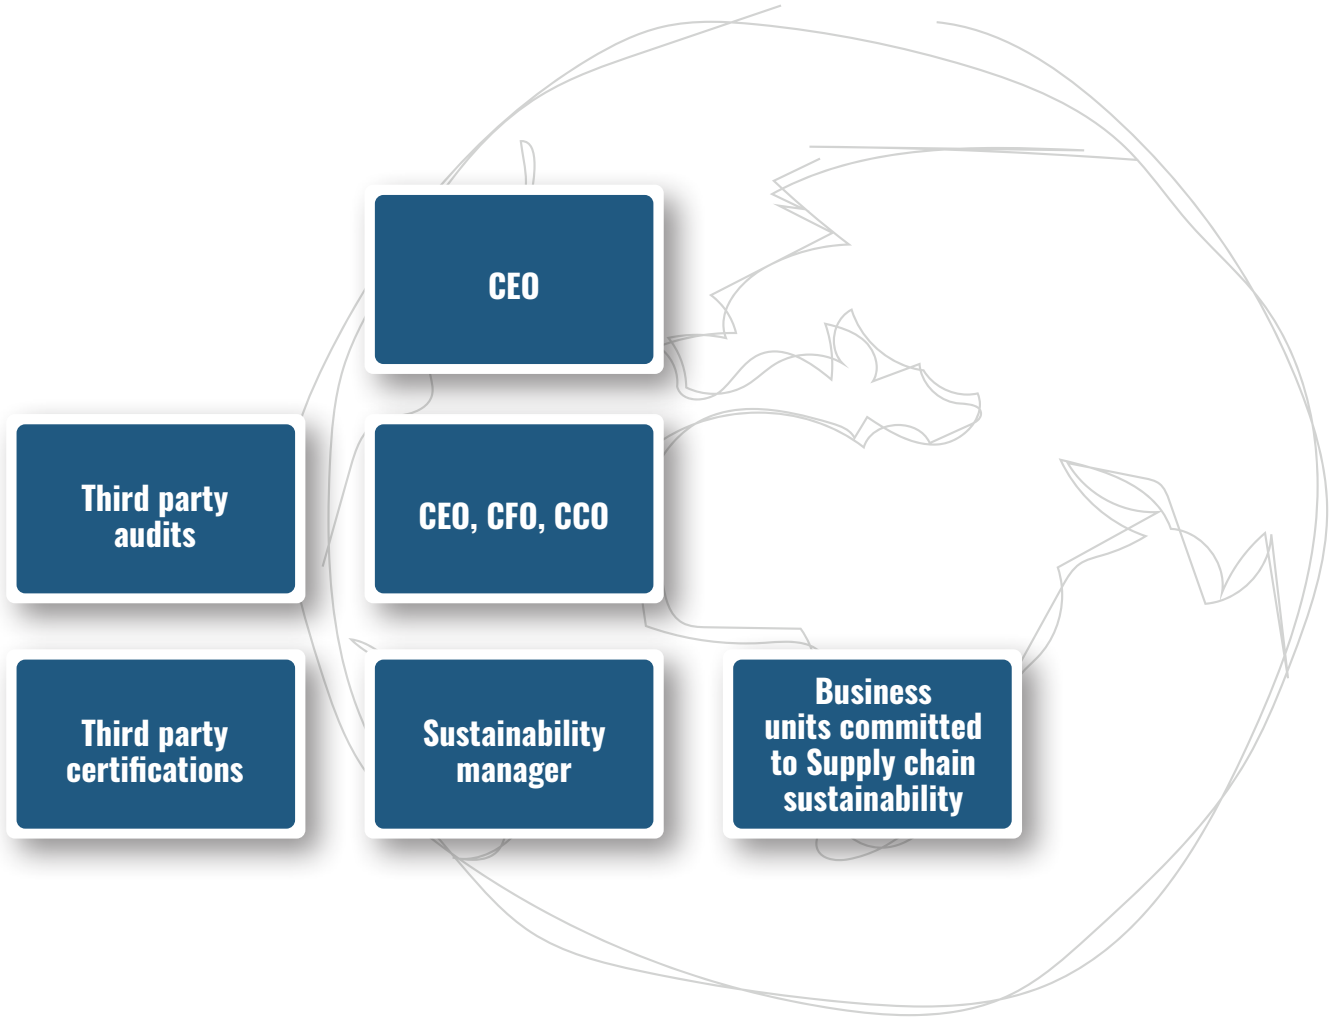 CEO
Third party
audits
CEO, CFO, CCO
Third party
certifications
Sustainability
manager
Business
units committed
to Supply chain
sustainability